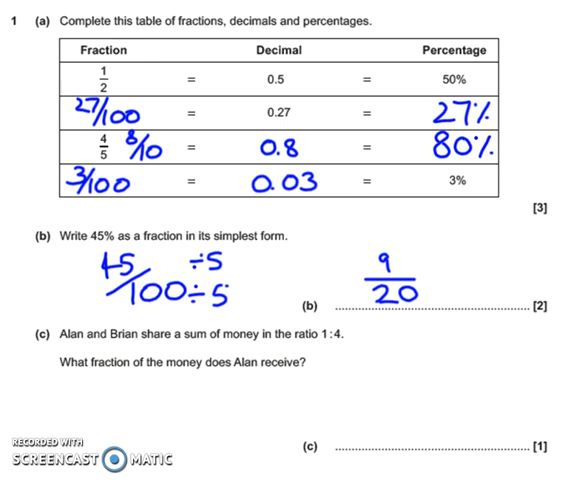 1 (a) Complete this table of fractions, decimals and percentages.
Fraction Decimal Percentage
1/2 = 0.5 = 50%
27/100 = 0.27 = 27%
4/5 8/10 = 0.8 = 80%
3/100 = 0.03 = 3%
[3]
(b) Write 45% as a fraction in its simplest form.
45/100 ÷5 ÷5
9/20
(b) [2]
(c) Alan and Brian share a sum of money in the ratio 1:4.
What fraction of the money does Alan receive?
(c) [1]
RECORDED WITH
SCREENCAST MATIC